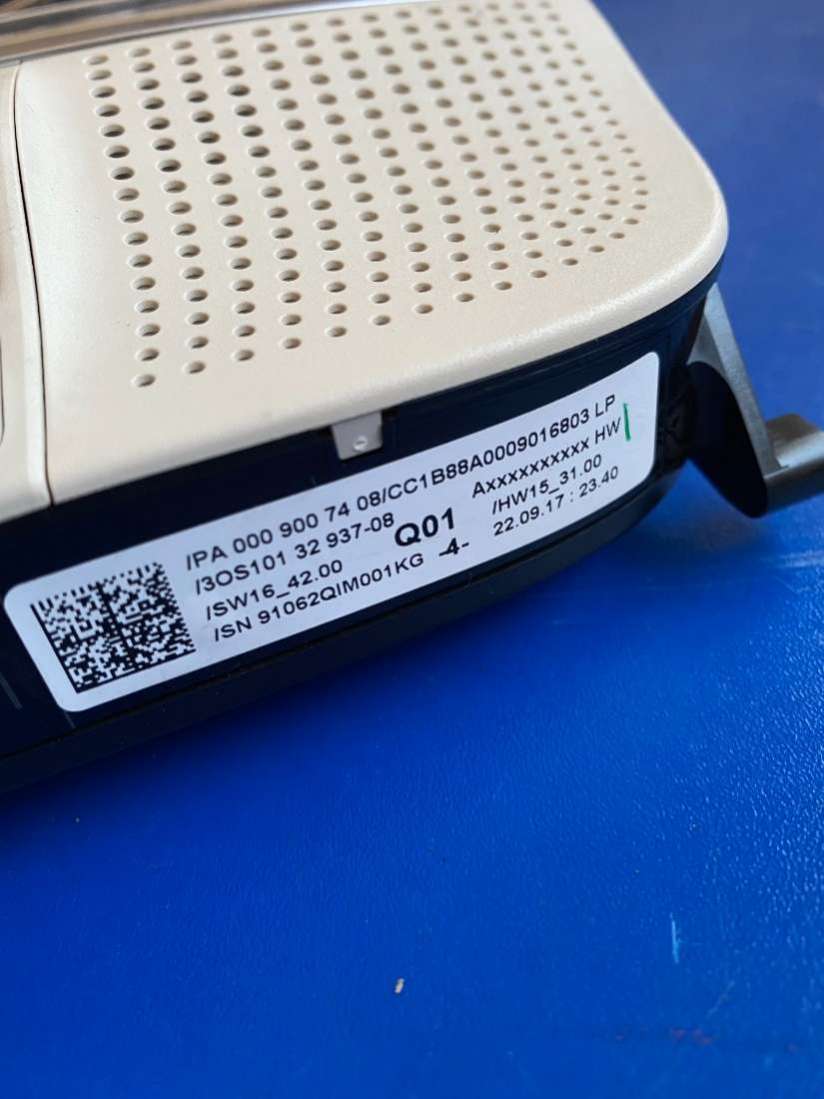 /PA 000 900 74 08/CC1B88A0009016803 LP
/3OS101 32 937-08 Q01 Axxxxxxxxxx HW
/SW16_42.00 /HW15_31.00
/SN 91062QIM001KG -4- 22.09.17 : 23.40